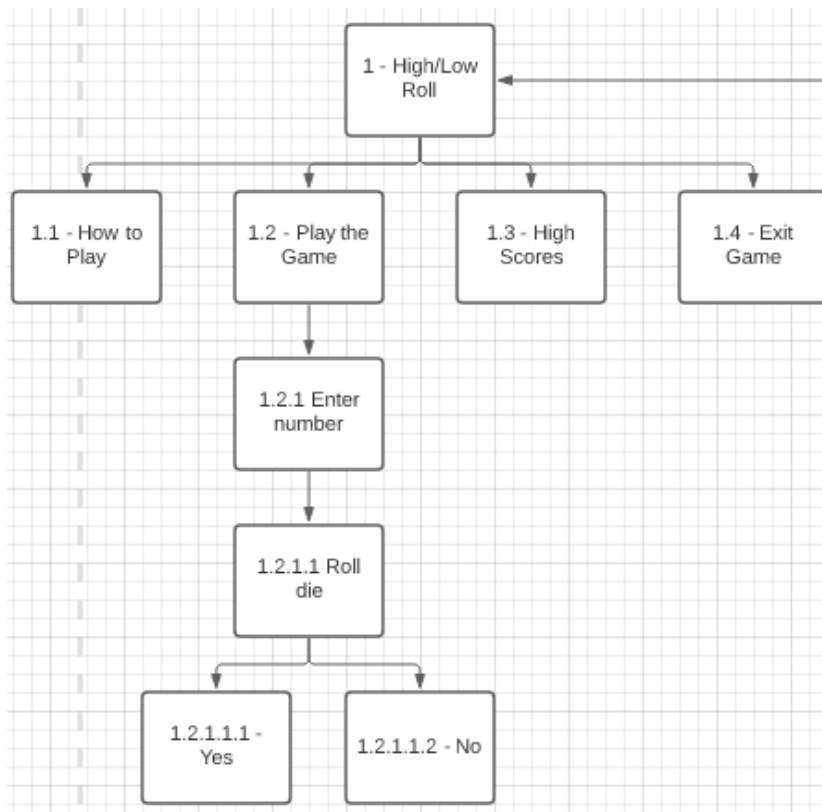 1 - High/Low
Roll
1.1 - How to
Play
1.2 - Play the
Game
1.3 - High
Scores
1.4 - Exit
Game
1.2.1 Enter
number
1.2.1.1 Roll
die
1.2.1.1.1 -
Yes
1.2.1.1.2 - No